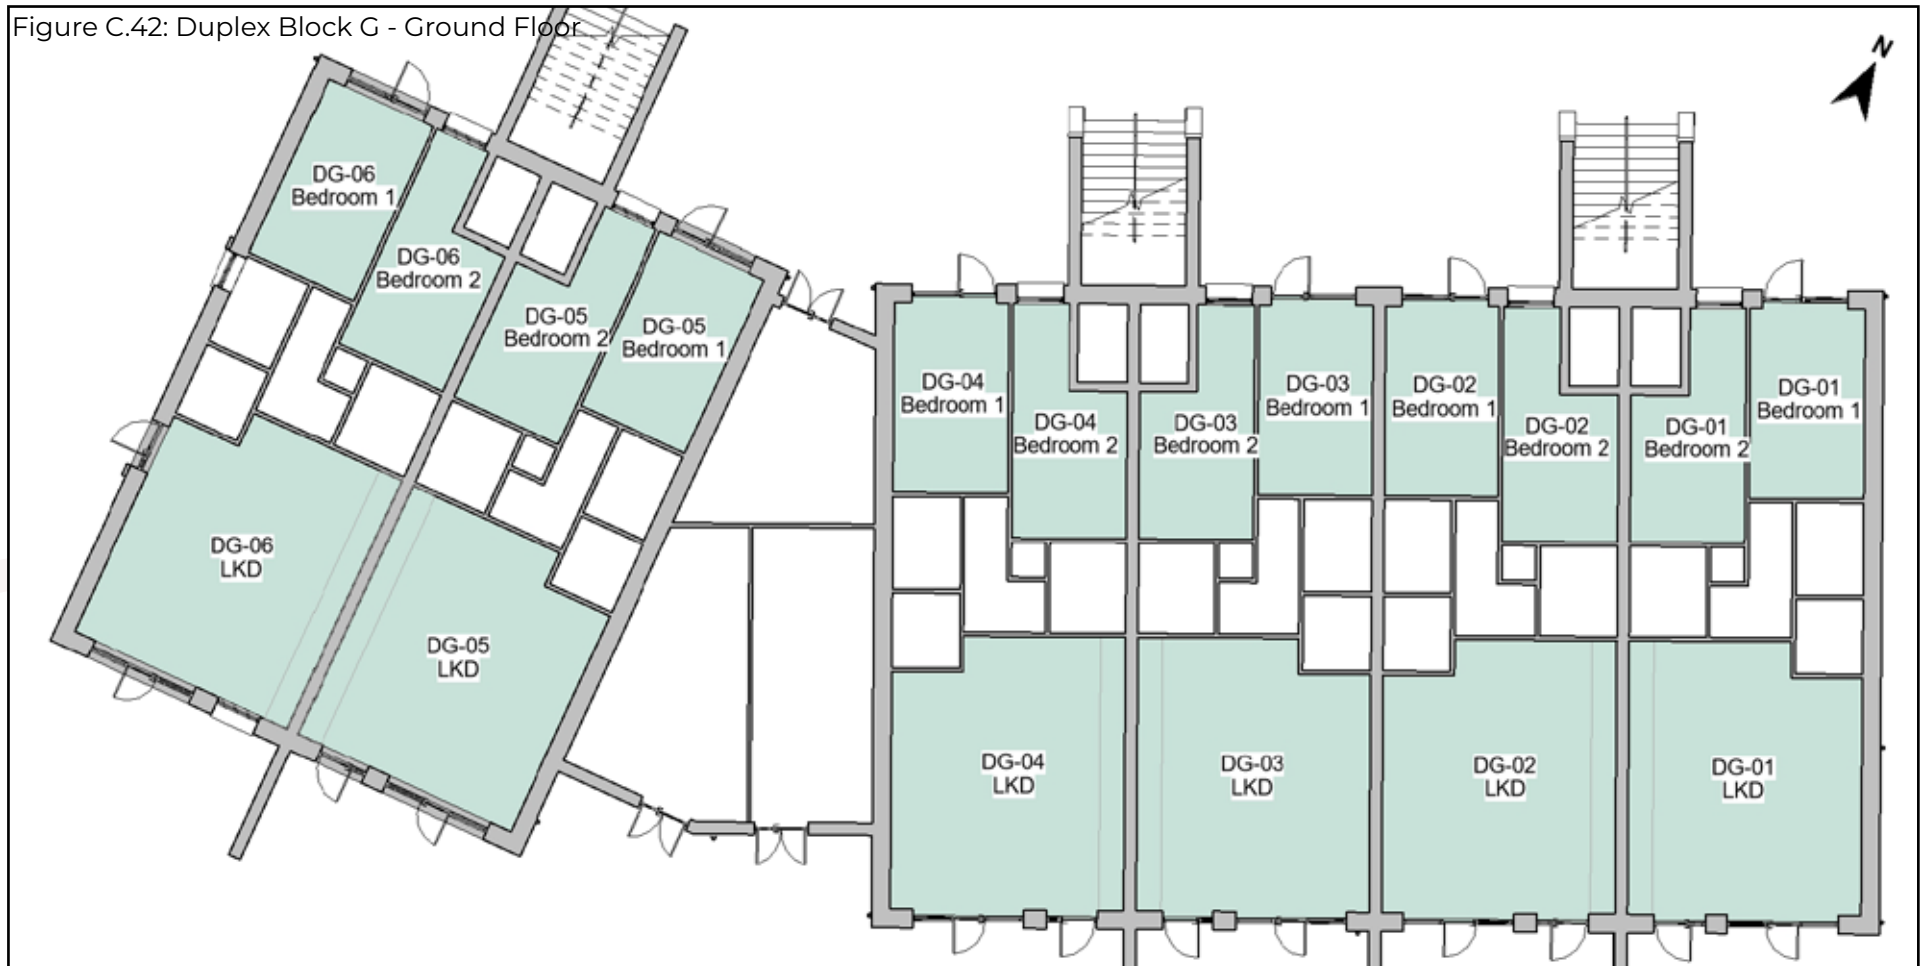 Figure C.42: Duplex Block G - Ground Floor
N
DG-06
Bedroom 1
DG-06
Bedroom 2
DG-05
Bedroom 2
DG-05
Bedroom 1
DG-04
Bedroom 1
DG-04
Bedroom 2
DG-03
Bedroom 2
DG-03
Bedroom 1
DG-02
Bedroom 1
DG-02
Bedroom 2
DG-01
Bedroom 2
DG-01
Bedroom 1
DG-06
LKD
DG-05
LKD
DG-04
LKD
DG-03
LKD
DG-02
LKD
DG-01
LKD